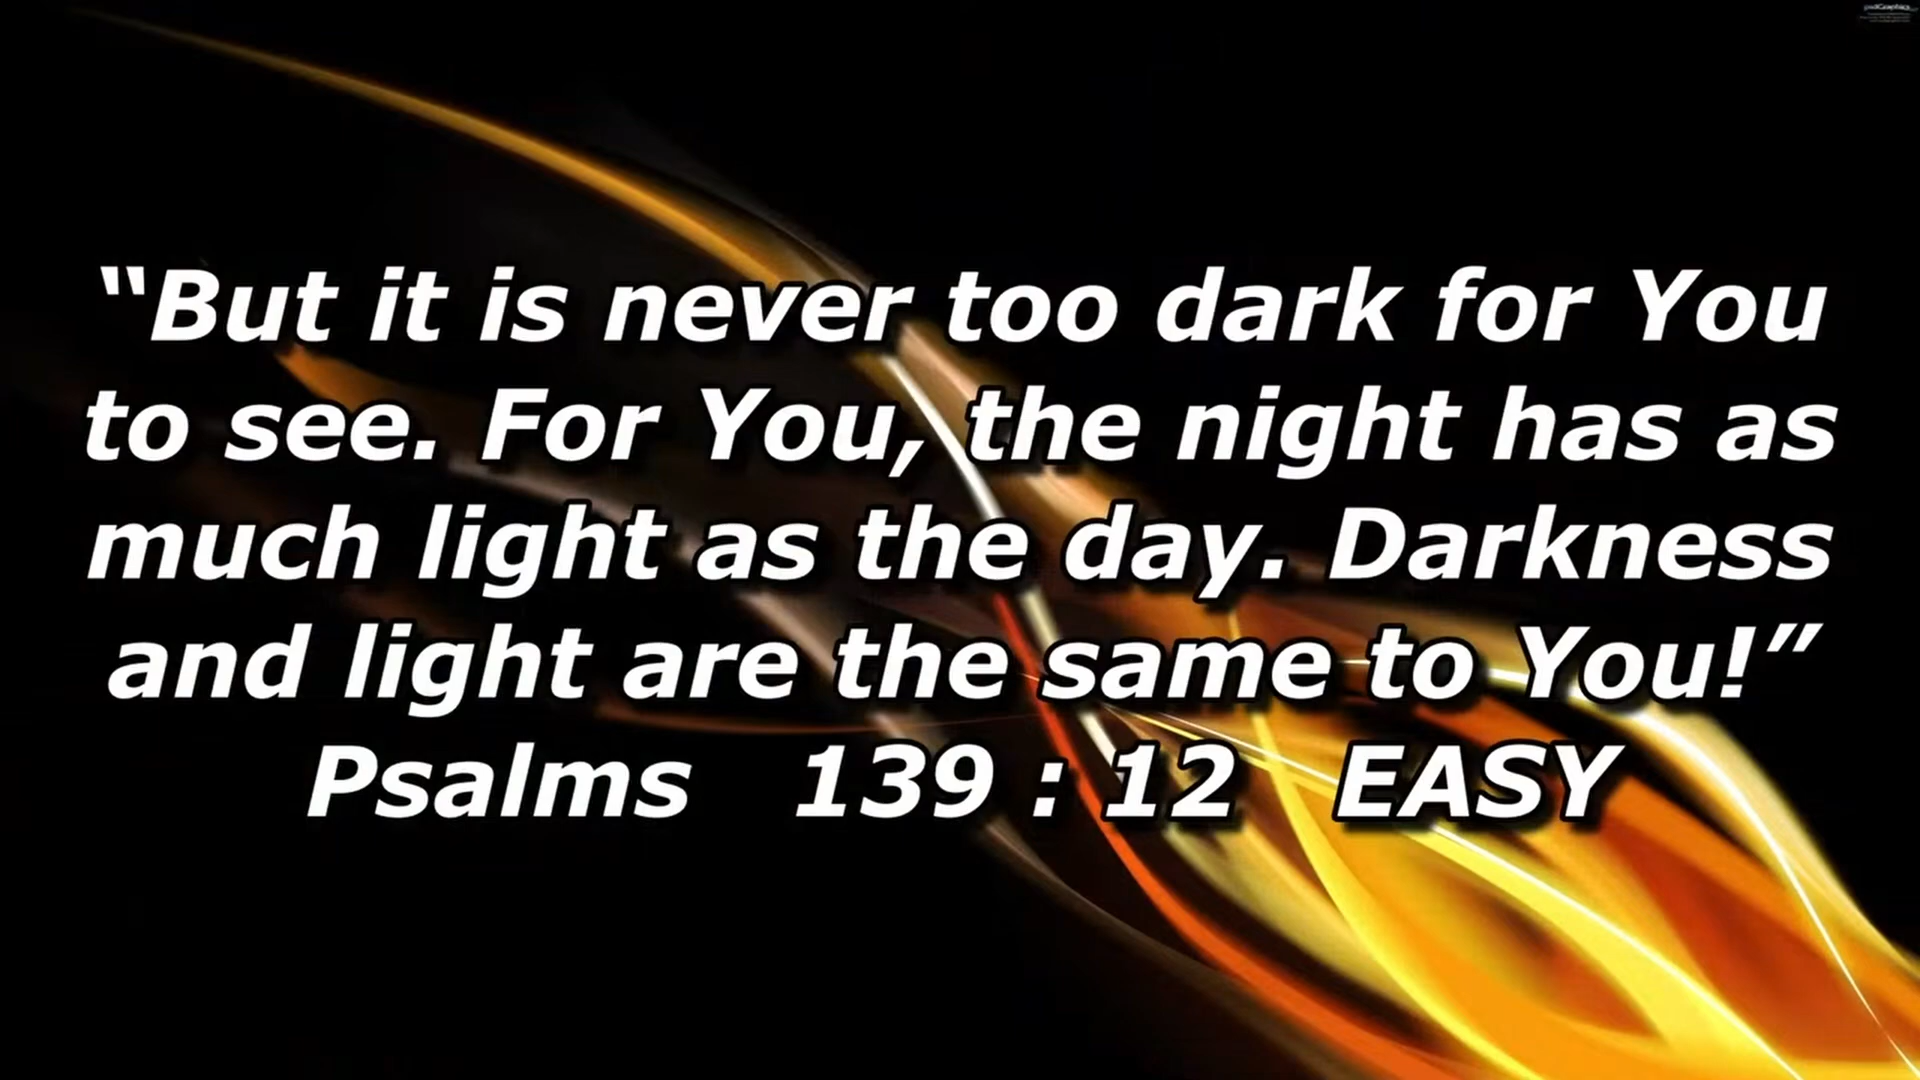 “But it is never too dark for You
to see. For You, the night has as
much light as the day. Darkness
and light are the same to You!”
Psalms 139 : 12 EASY